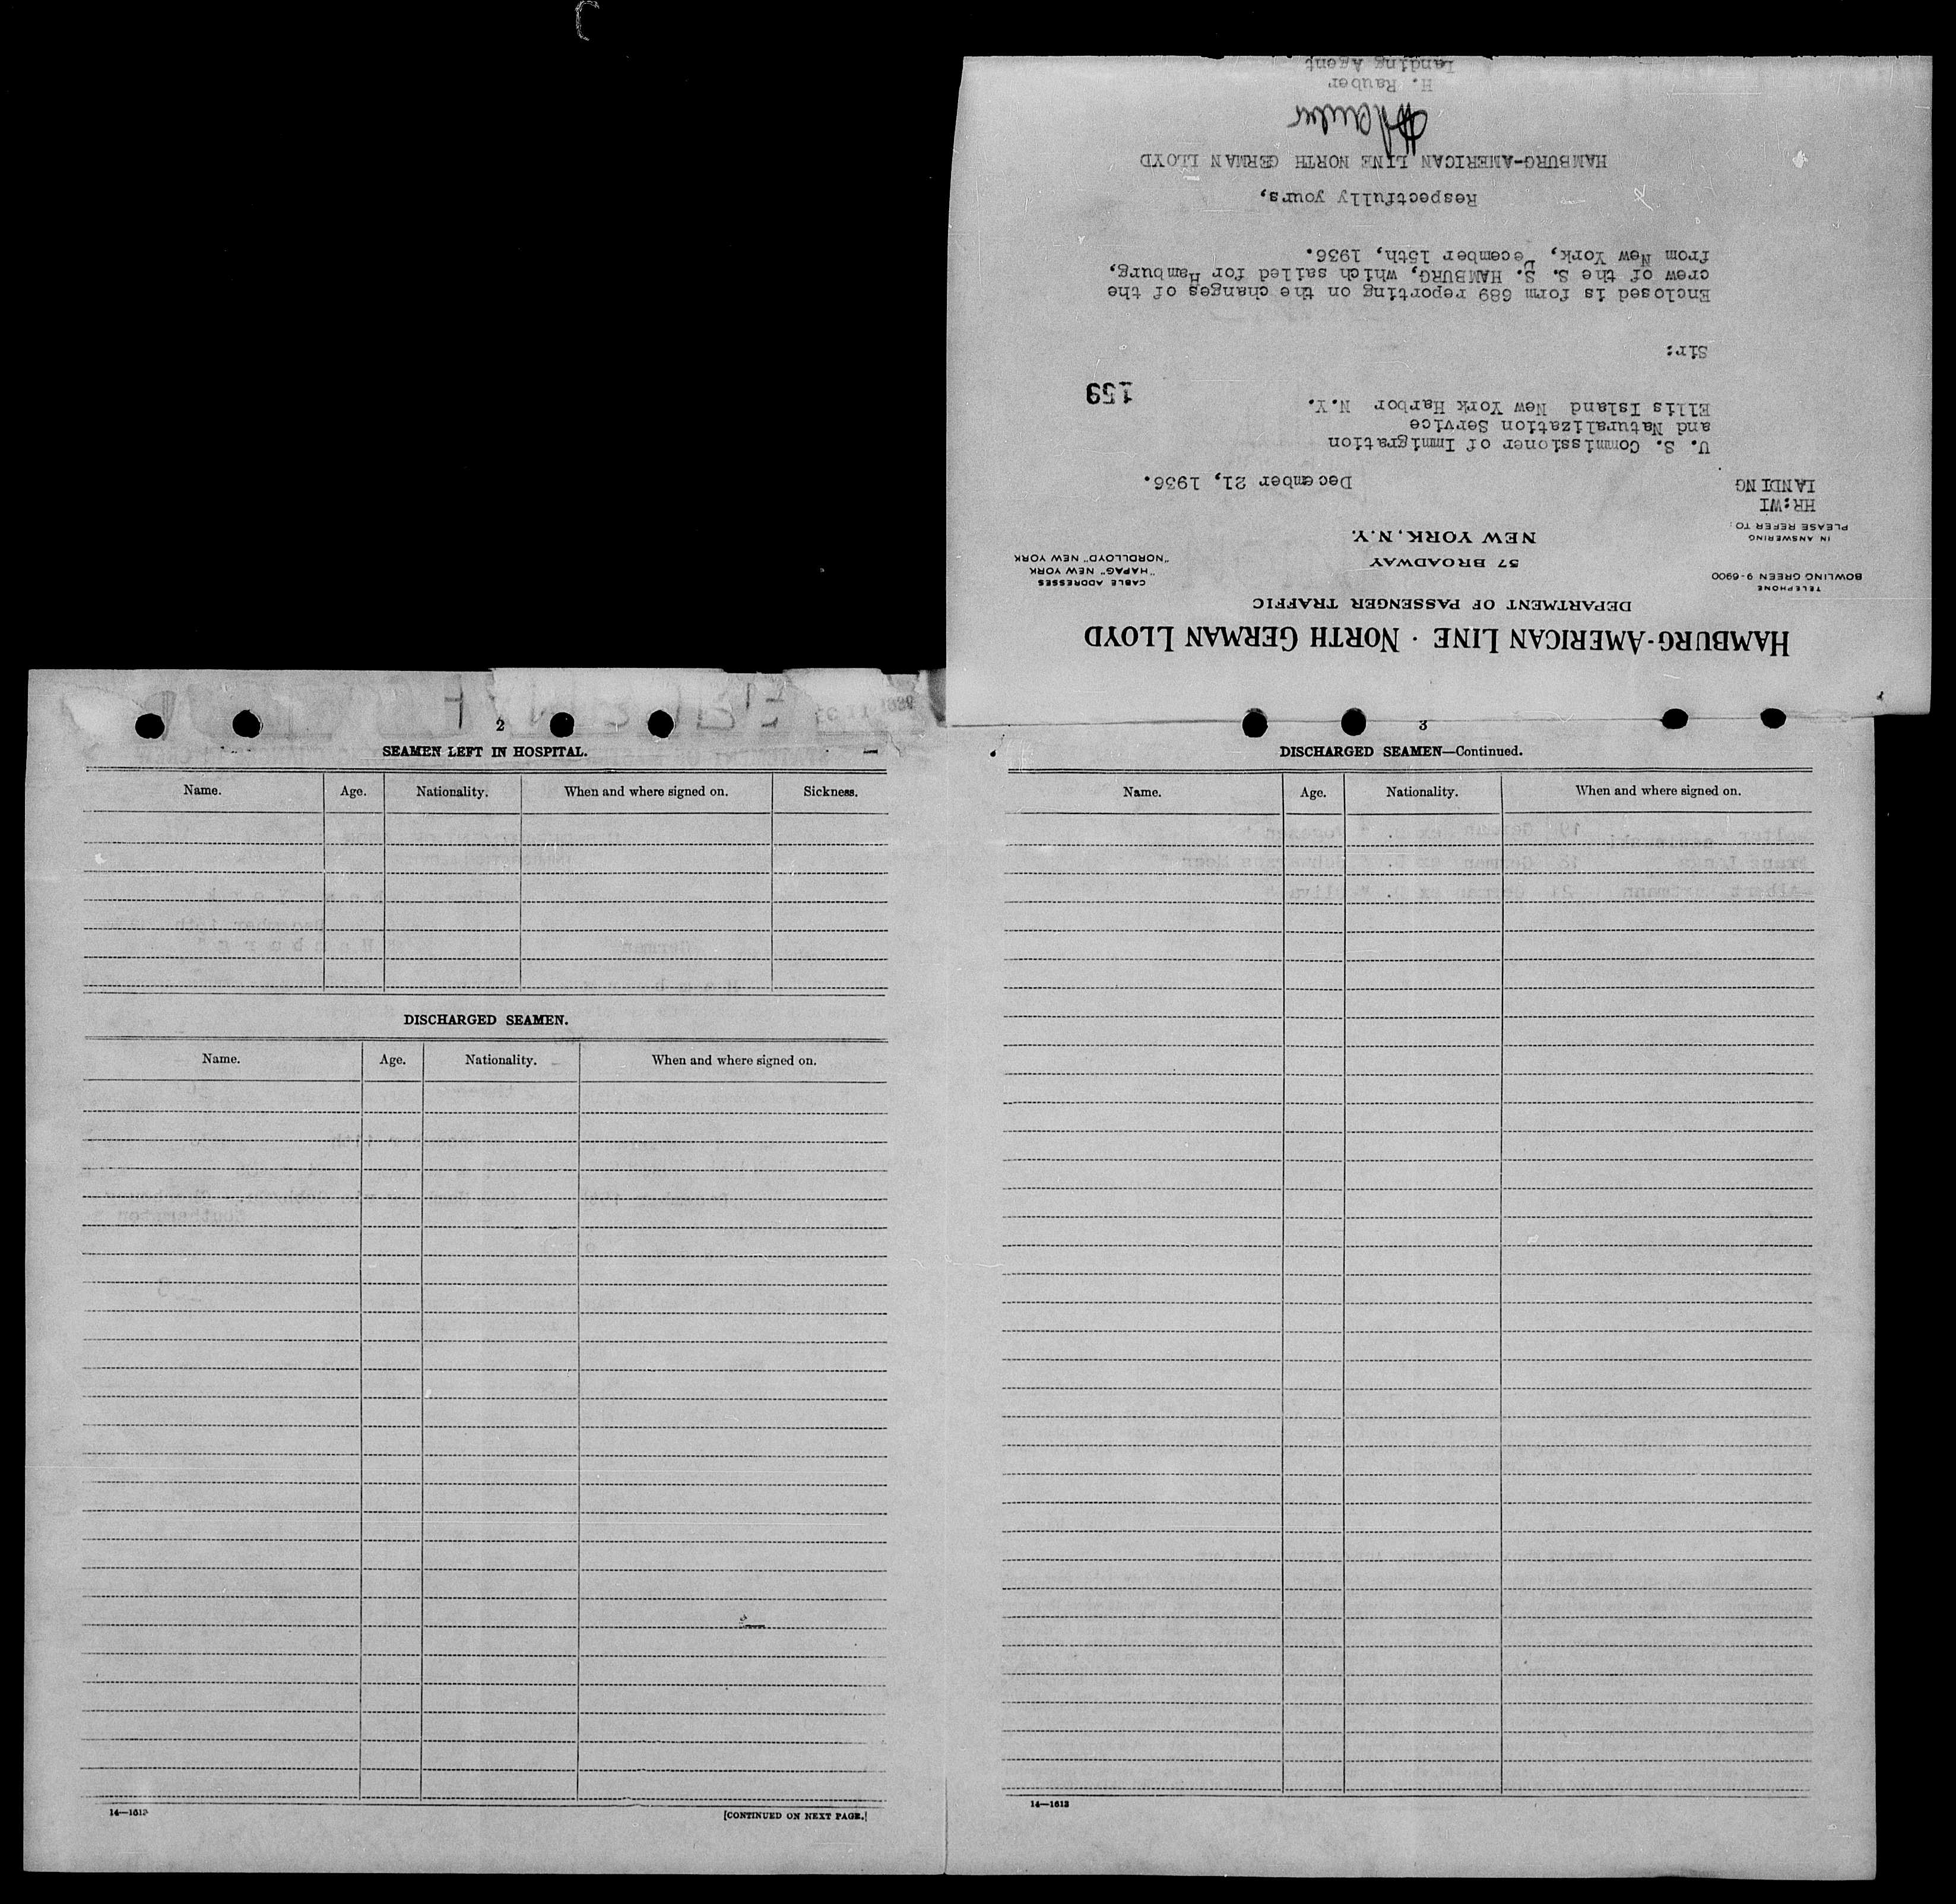 HAMBURG-AMERICAN LINE · NORTH GERMAN LLOYD
DEPARTMENT OF PASSENGER TRAFFIC
57 BROADWAY
NEW YORK, N.Y.
TELEPHONE
BOWLING GREEN 9-6900
CABLE ADDRESSES
"HAPAG" NEW YORK
"NORDLLOYD" NEW YORK
IN ANSWERING
PLEASE REFER TO:
HR:WI
LANDING
December 21, 1936.
U. S. Commissioner of Immigration
and Naturalization Service
Ellis Island New York Harbor N.Y.
159
Sir:
Enclosed is form 689 reporting on the changes of the
crew of the S. S. HAMBURG, which sailed for Hamburg,
from New York, December 15th, 1936.
Respectfully yours,
HAMBURG-AMERICAN LINE NORTH GERMAN LLOYD
HRauber
H. Rauber
Landing Agent
2
SEAMEN LEFT IN HOSPITAL.
Name. Age. Nationality. When and where signed on. Sickness.
DISCHARGED SEAMEN.
Name. Age. Nationality. When and where signed on.
14—1613
[CONTINUED ON NEXT PAGE.]
3
DISCHARGED SEAMEN—Continued.
Name. Age. Nationality. When and where signed on.
14—1613